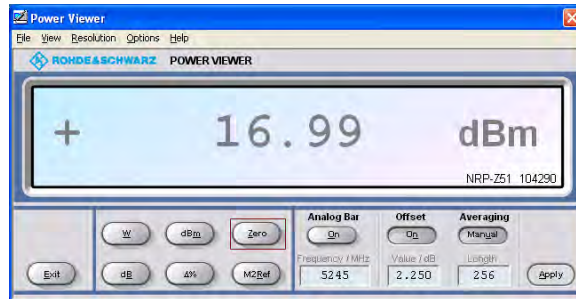 Power Viewer
File View Resolution Options Help
ROHDE&SCHWARZ POWER VIEWER
+ 16.99 dBm
NRP-Z51 104290
Analog Bar Offset Averaging
W dBm Zero On On Manual
Frequency / MHz Value / dB Length
Exit dB Δ% M2Ref 5245 2.250 256 Apply